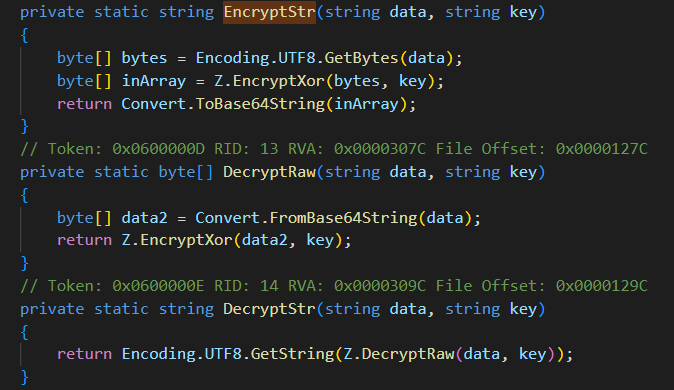 private static string EncryptStr(string data, string key)
{
byte[] bytes = Encoding.UTF8.GetBytes(data);
byte[] inArray = Z.EncryptXor(bytes, key);
return Convert.ToBase64String(inArray);
}
// Token: 0x0600000D RID: 13 RVA: 0x0000307C File Offset: 0x0000127C
private static byte[] DecryptRaw(string data, string key)
{
byte[] data2 = Convert.FromBase64String(data);
return Z.EncryptXor(data2, key);
}
// Token: 0x0600000E RID: 14 RVA: 0x0000309C File Offset: 0x0000129C
private static string DecryptStr(string data, string key)
{
return Encoding.UTF8.GetString(Z.DecryptRaw(data, key));
}